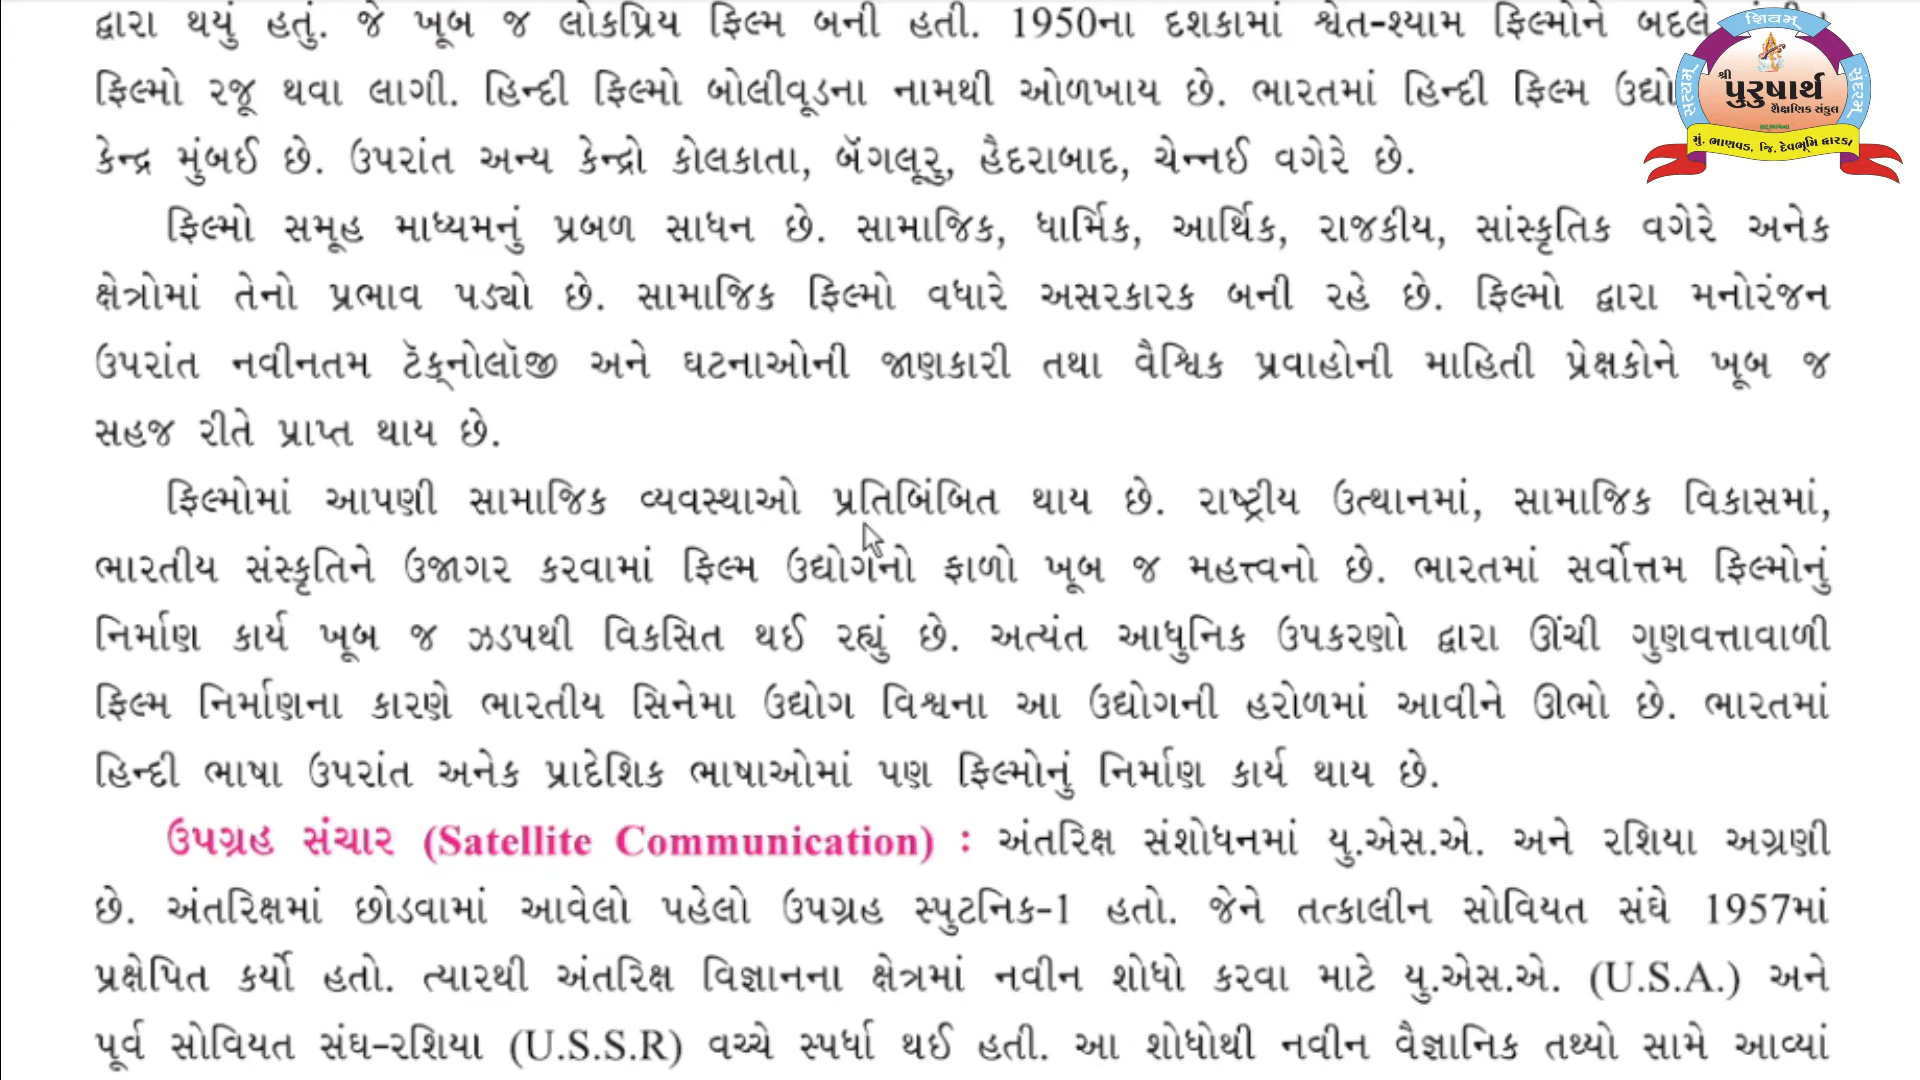 દ્વારા થયું હતું. જે ખૂબ જ લોકપ્રિય ફિલ્મ બની હતી. 1950ના દશકામાં શ્વેત-શ્યામ ફિલ્મોને બદલે
ફિલ્મો રજૂ થવા લાગી. હિન્દી ફિલ્મો બોલીવૂડના નામથી ઓળખાય છે. ભારતમાં હિન્દી ફિલ્મ
કેન્દ્ર મુંબઈ છે. ઉપરાંત અન્ય કેન્દ્રો કોલકાતા, બૅંગલૂરુ, હૈદરાબાદ, ચેન્નઈ વગેરે છે.
ફિલ્મો સમૂહ માધ્યમનું પ્રબળ સાધન છે. સામાજિક, ધાર્મિક, આર્થિક, રાજકીય, સાંસ્કૃતિક વગેરે અનેક
ક્ષેત્રોમાં તેનો પ્રભાવ પડ્યો છે. સામાજિક ફિલ્મો વધારે અસરકારક બની રહે છે. ફિલ્મો દ્વારા મનોરંજન
ઉપરાંત નવીનતમ ટૅક્નોલૉજી અને ઘટનાઓની જાણકારી તથા વૈશ્વિક પ્રવાહોની માહિતી પ્રેક્ષકોને ખૂબ જ
સહજ રીતે પ્રાપ્ત થાય છે.
ફિલ્મોમાં આપણી સામાજિક વ્યવસ્થાઓ પ્રતિબિંબિત થાય છે. રાષ્ટ્રીય ઉત્થાનમાં, સામાજિક વિકાસમાં,
ભારતીય સંસ્કૃતિને ઉજાગર કરવામાં ફિલ્મ ઉદ્યોગનો ફાળો ખૂબ જ મહત્ત્વનો છે. ભારતમાં સર્વોત્તમ ફિલ્મોનું
નિર્માણ કાર્ય ખૂબ જ ઝડપથી વિકસિત થઈ રહ્યું છે. અત્યંત આધુનિક ઉપકરણો દ્વારા ઊંચી ગુણવત્તાવાળી
ફિલ્મ નિર્માણના કારણે ભારતીય સિનેમા ઉદ્યોગ વિશ્વના આ ઉદ્યોગની હરોળમાં આવીને ઊભો છે. ભારતમાં
હિન્દી ભાષા ઉપરાંત અનેક પ્રાદેશિક ભાષાઓમાં પણ ફિલ્મોનું નિર્માણ કાર્ય થાય છે.
ઉપગ્રહ સંચાર (Satellite Communication) : અંતરિક્ષ સંશોધનમાં યુ.એસ.એ. અને રશિયા અગ્રણી
છે. અંતરિક્ષમાં છોડવામાં આવેલો પહેલો ઉપગ્રહ સ્પુટનિક-1 હતો. જેને તત્કાલીન સોવિયત સંઘે 1957માં
પ્રક્ષેપિત કર્યો હતો. ત્યારથી અંતરિક્ષ વિજ્ઞાનના ક્ષેત્રમાં નવીન શોધો કરવા માટે યુ.એસ.એ. (U.S.A.) અને
પૂર્વ સોવિયત સંઘ-રશિયા (U.S.S.R) વચ્ચે સ્પર્ધા થઈ હતી. આ શોધોથી નવીન વૈજ્ઞાનિક તથ્યો સામે આવ્યાં
શિવમ્
સત્યમ્
સુંદરમ્
શ્રી
પુરુષાર્થ
શૈક્ષણિક સંકુલ
મું. ભાણવડ, જિ. દેવભૂમિ દ્વારકા